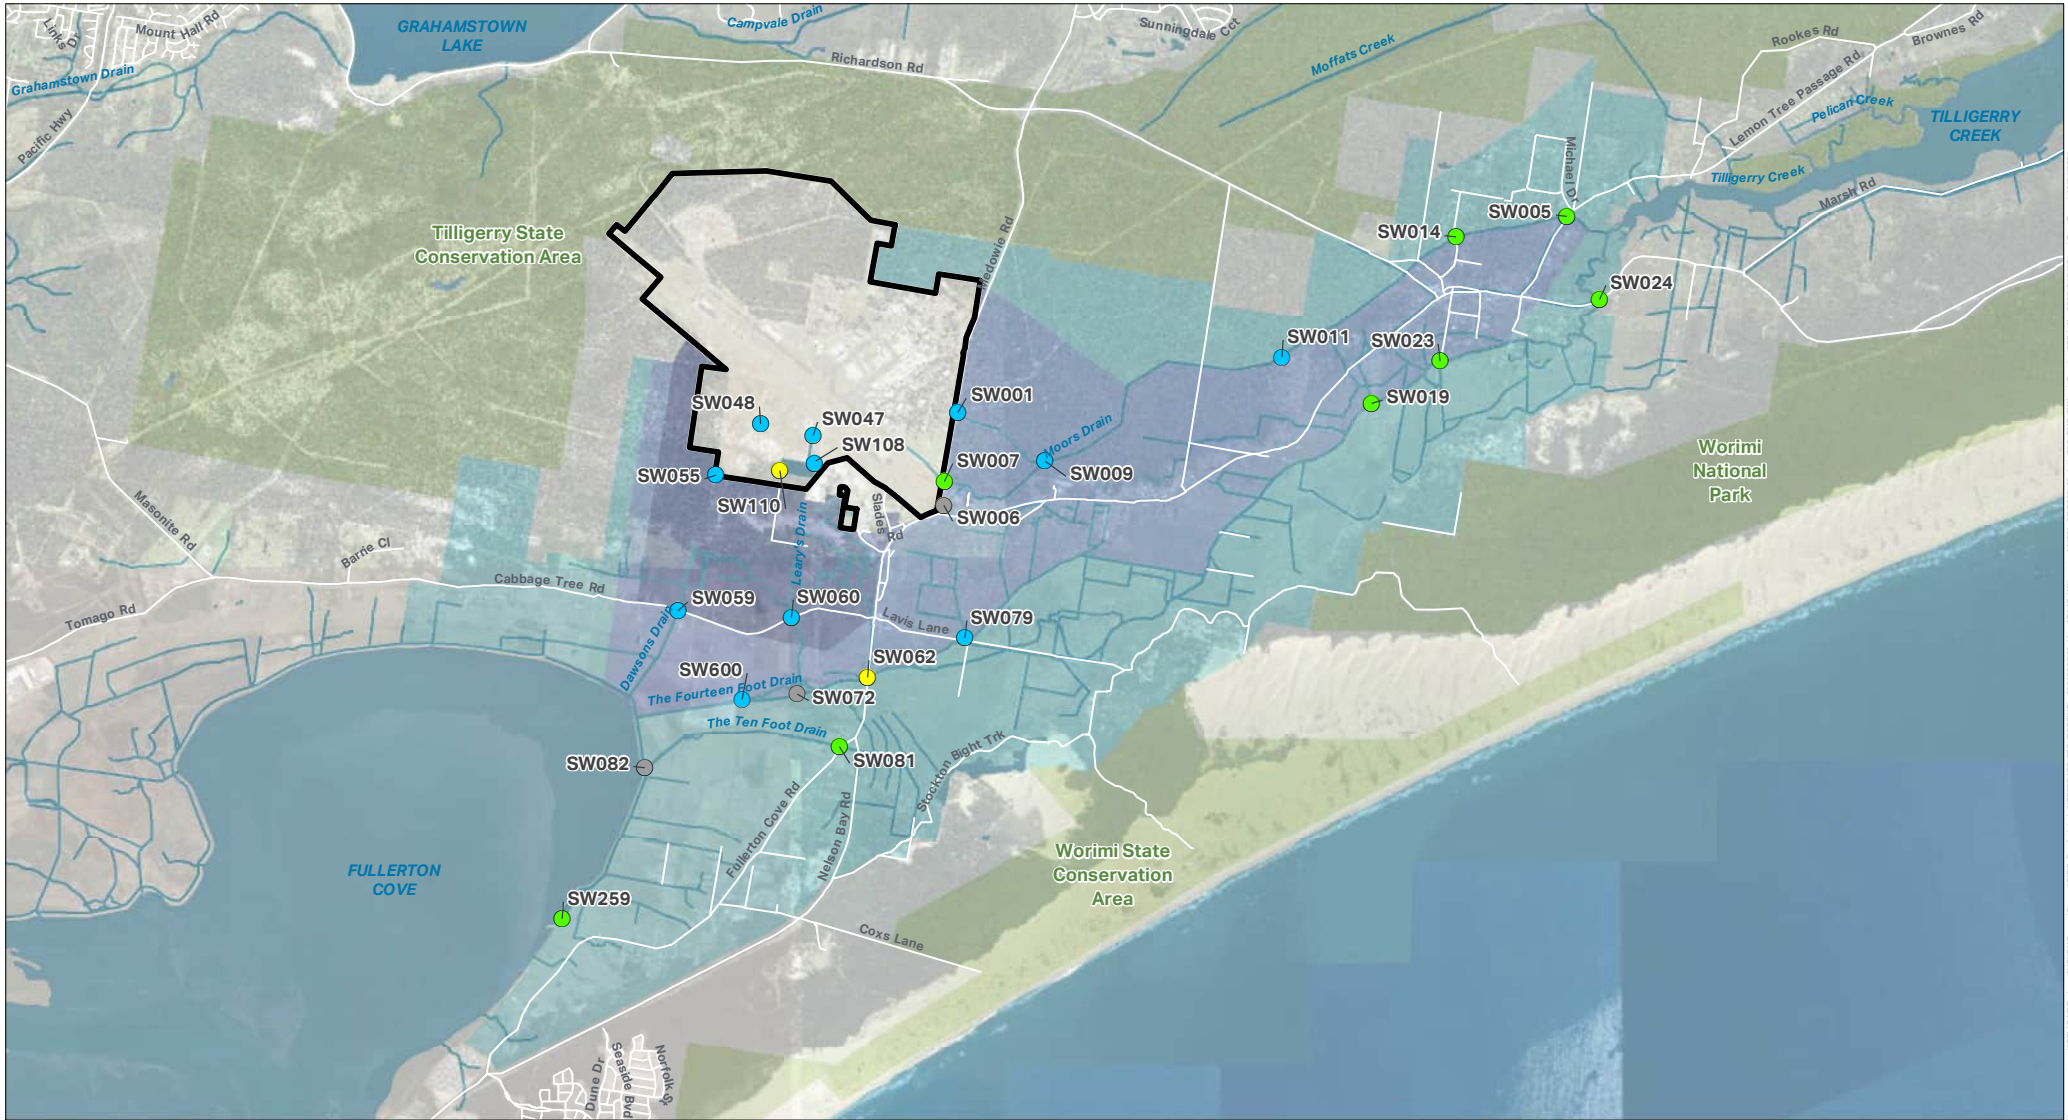 Links
Dr
Mount Hall Rd
GRAHAMSTOWN
LAKE
Campvale Drain
Sunningdale Cct
Richardson Rd
Moffats Creek
Rookes Rd
Brownes Rd
Grahamstown Drain
Pacific Hwy
Lemon Tree Passage Rd
Pelican Creek
TILLIGERRY
CREEK
Michael Dr
Tilligerry Creek
Marsh Rd
Tilligerry State
Conservation Area
Medowie Rd
SW005
SW014
SW024
SW011
SW023
SW019
SW048
SW047
SW001
SW108
Moors Drain
SW007
SW009
SW055
SW110
SW006
Slades
Rd
Worimi
National
Park
Masonite Rd
Barrie Cl
Leary's Drain
Cabbage Tree Rd
Tomago Rd
SW059
SW060
Lavis Lane
SW079
Dawsons Drain
SW600
SW062
The Fourteen Foot Drain
SW072
The Ten Foot Drain
SW082
SW081
Stockton Bight Trk
Fullerton Cove Rd
Nelson Bay Rd
FULLERTON
COVE
Worimi State
Conservation
Area
SW259
Coxs Lane
Dune Dr
Seaside Bvd
Norfolk St